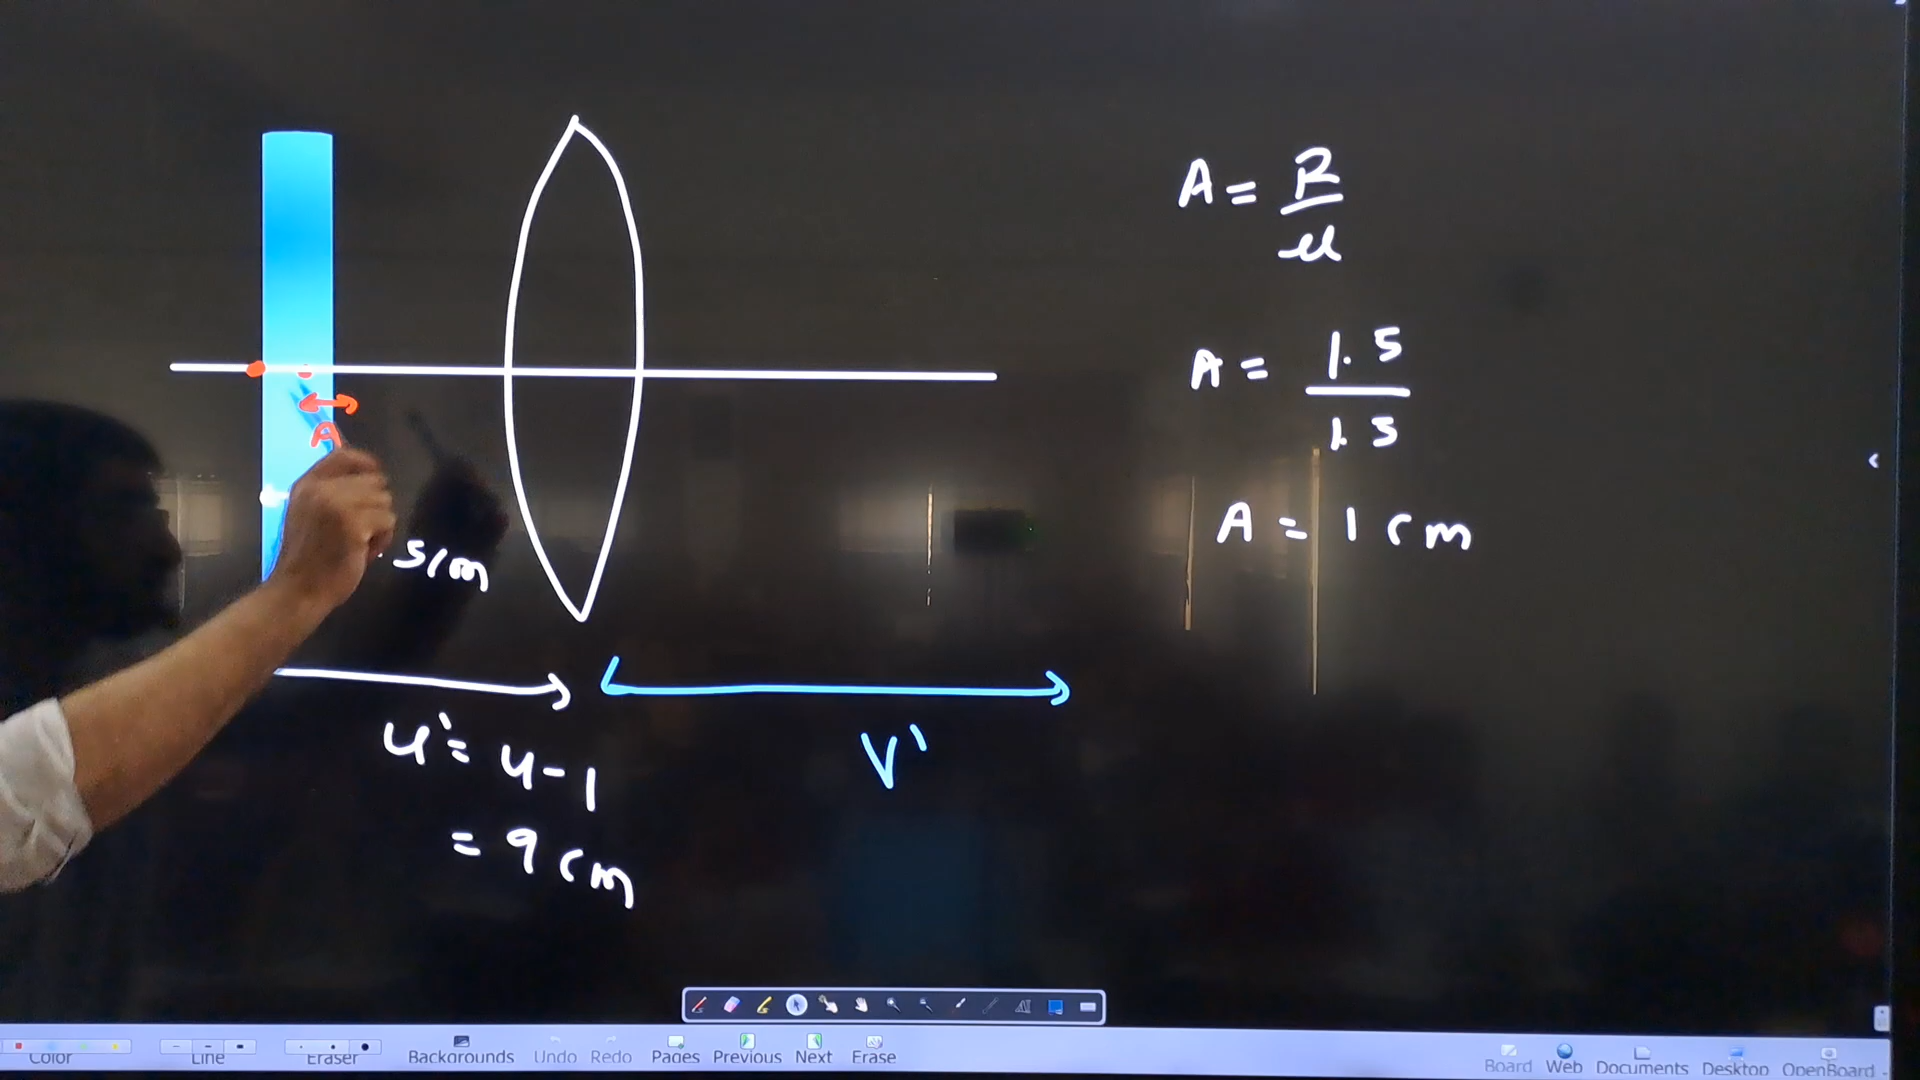 A = R
μ
A = 1.5
1.5
A = 1 cm
A
.5cm
u' = u - 1
= 9 cm
V'
Color
Line
Eraser
Backgrounds
Undo
Redo
Pages
Previous
Next
Erase
Board
Web
Documents
Desktop
OpenBoard